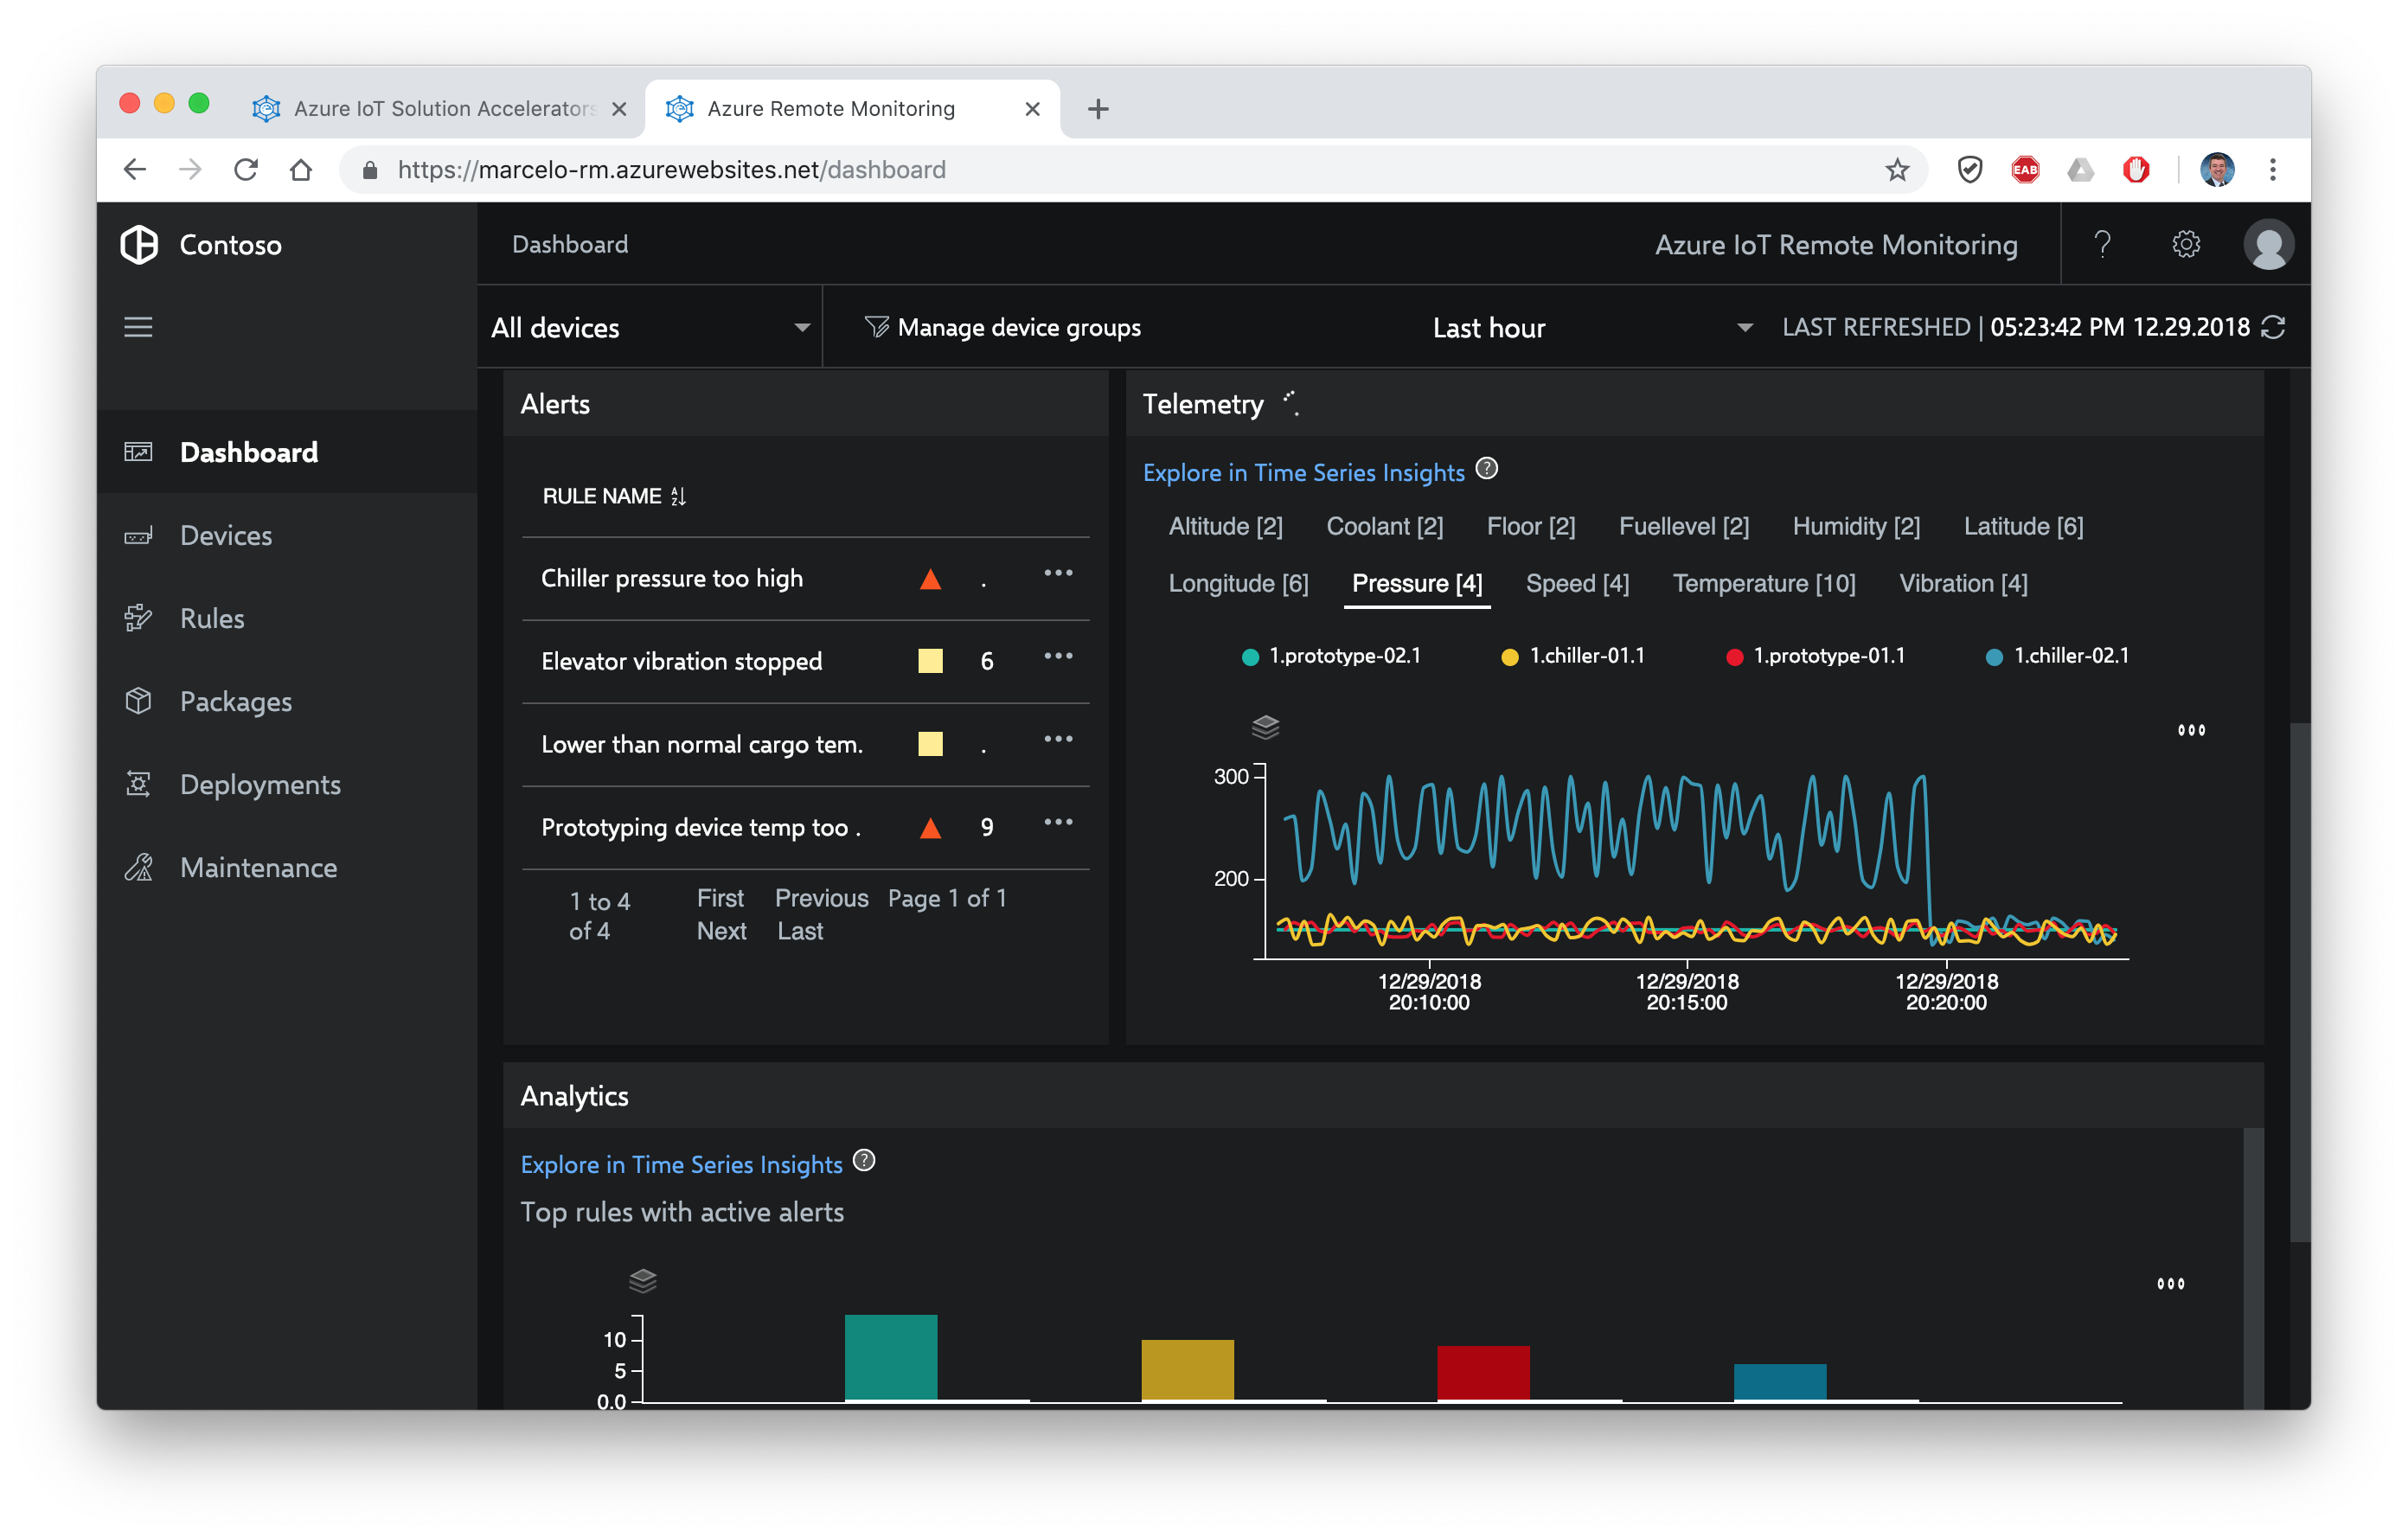 Azure IoT Solution Accelerators
Azure Remote Monitoring
https://marcelo-rm.azurewebsites.net/dashboard
EAB
Contoso
Dashboard
Azure IoT Remote Monitoring
?
All devices
Manage device groups
Last hour
LAST REFRESHED | 05:23:42 PM 12.29.2018
Dashboard
Devices
Rules
Packages
Deployments
Maintenance
Alerts
RULE NAME
Chiller pressure too high . ...
Elevator vibration stopped 6 ...
Lower than normal cargo tem. . ...
Prototyping device temp too . 9 ...
1 to 4 of 4
First Previous Page 1 of 1
Next Last
Telemetry
Explore in Time Series Insights ?
Altitude [2] Coolant [2] Floor [2] Fuellevel [2] Humidity [2] Latitude [6]
Longitude [6] Pressure [4] Speed [4] Temperature [10] Vibration [4]
1.prototype-02.1 1.chiller-01.1 1.prototype-01.1 1.chiller-02.1
300
200
12/29/2018 12/29/2018 12/29/2018
20:10:00 20:15:00 20:20:00
Analytics
Explore in Time Series Insights ?
Top rules with active alerts
10
5
0.0